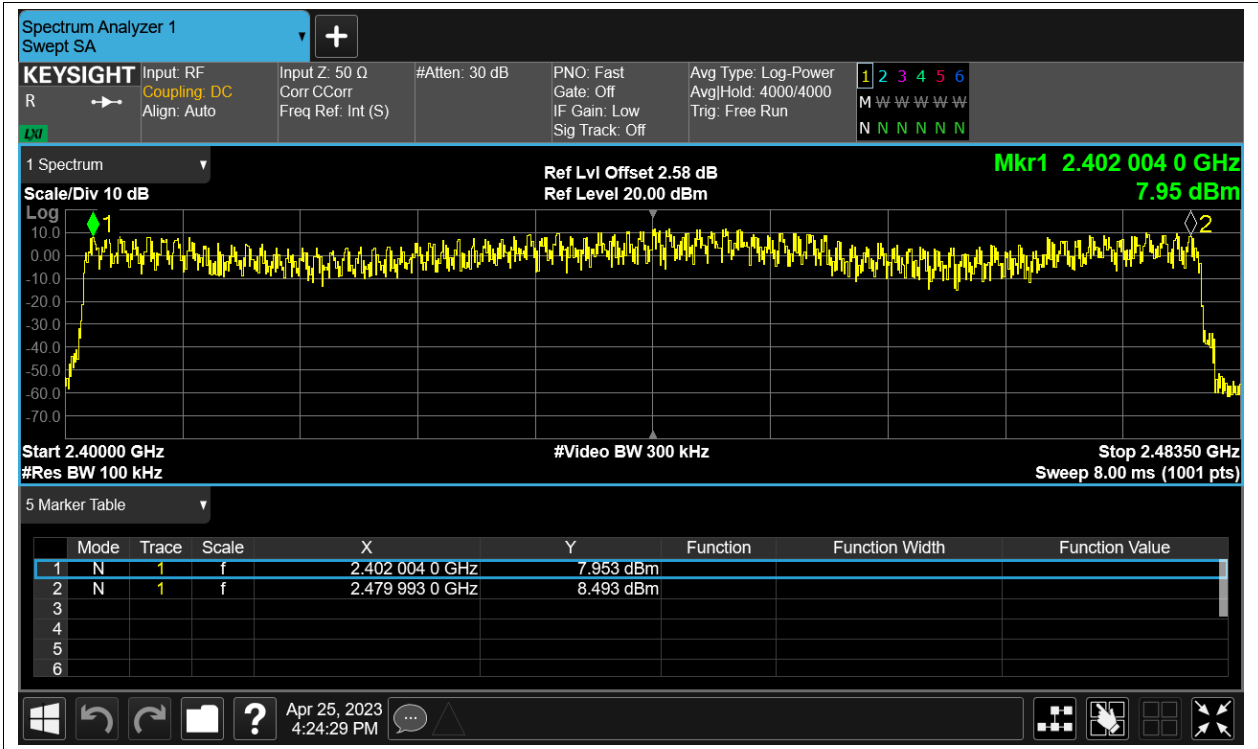 Spectrum Analyzer 1
Swept SA
KEYSIGHT
R
LXI
Input: RF
Coupling: DC
Align: Auto
Input Z: 50 Ω
Corr CCorr
Freq Ref: Int (S)
#Atten: 30 dB
PNO: Fast
Gate: Off
IF Gain: Low
Sig Track: Off
Avg Type: Log-Power
Avg|Hold: 4000/4000
Trig: Free Run
1 2 3 4 5 6
M W W W W W
N N N N N N
1 Spectrum
Scale/Div 10 dB
Ref Lvl Offset 2.58 dB
Ref Level 20.00 dBm
Mkr1 2.402 004 0 GHz
7.95 dBm
Log
1
2
10.0
0.00
-10.0
-20.0
-30.0
-40.0
-50.0
-60.0
-70.0
Start 2.40000 GHz
#Video BW 300 kHz
Stop 2.48350 GHz
#Res BW 100 kHz
Sweep 8.00 ms (1001 pts)
5 Marker Table
Mode Trace Scale X Y Function Function Width Function Value
1 N 1 f 2.402 004 0 GHz 7.953 dBm
2 N 1 f 2.479 993 0 GHz 8.493 dBm
3
4
5
6
?
Apr 25, 2023
4:24:29 PM